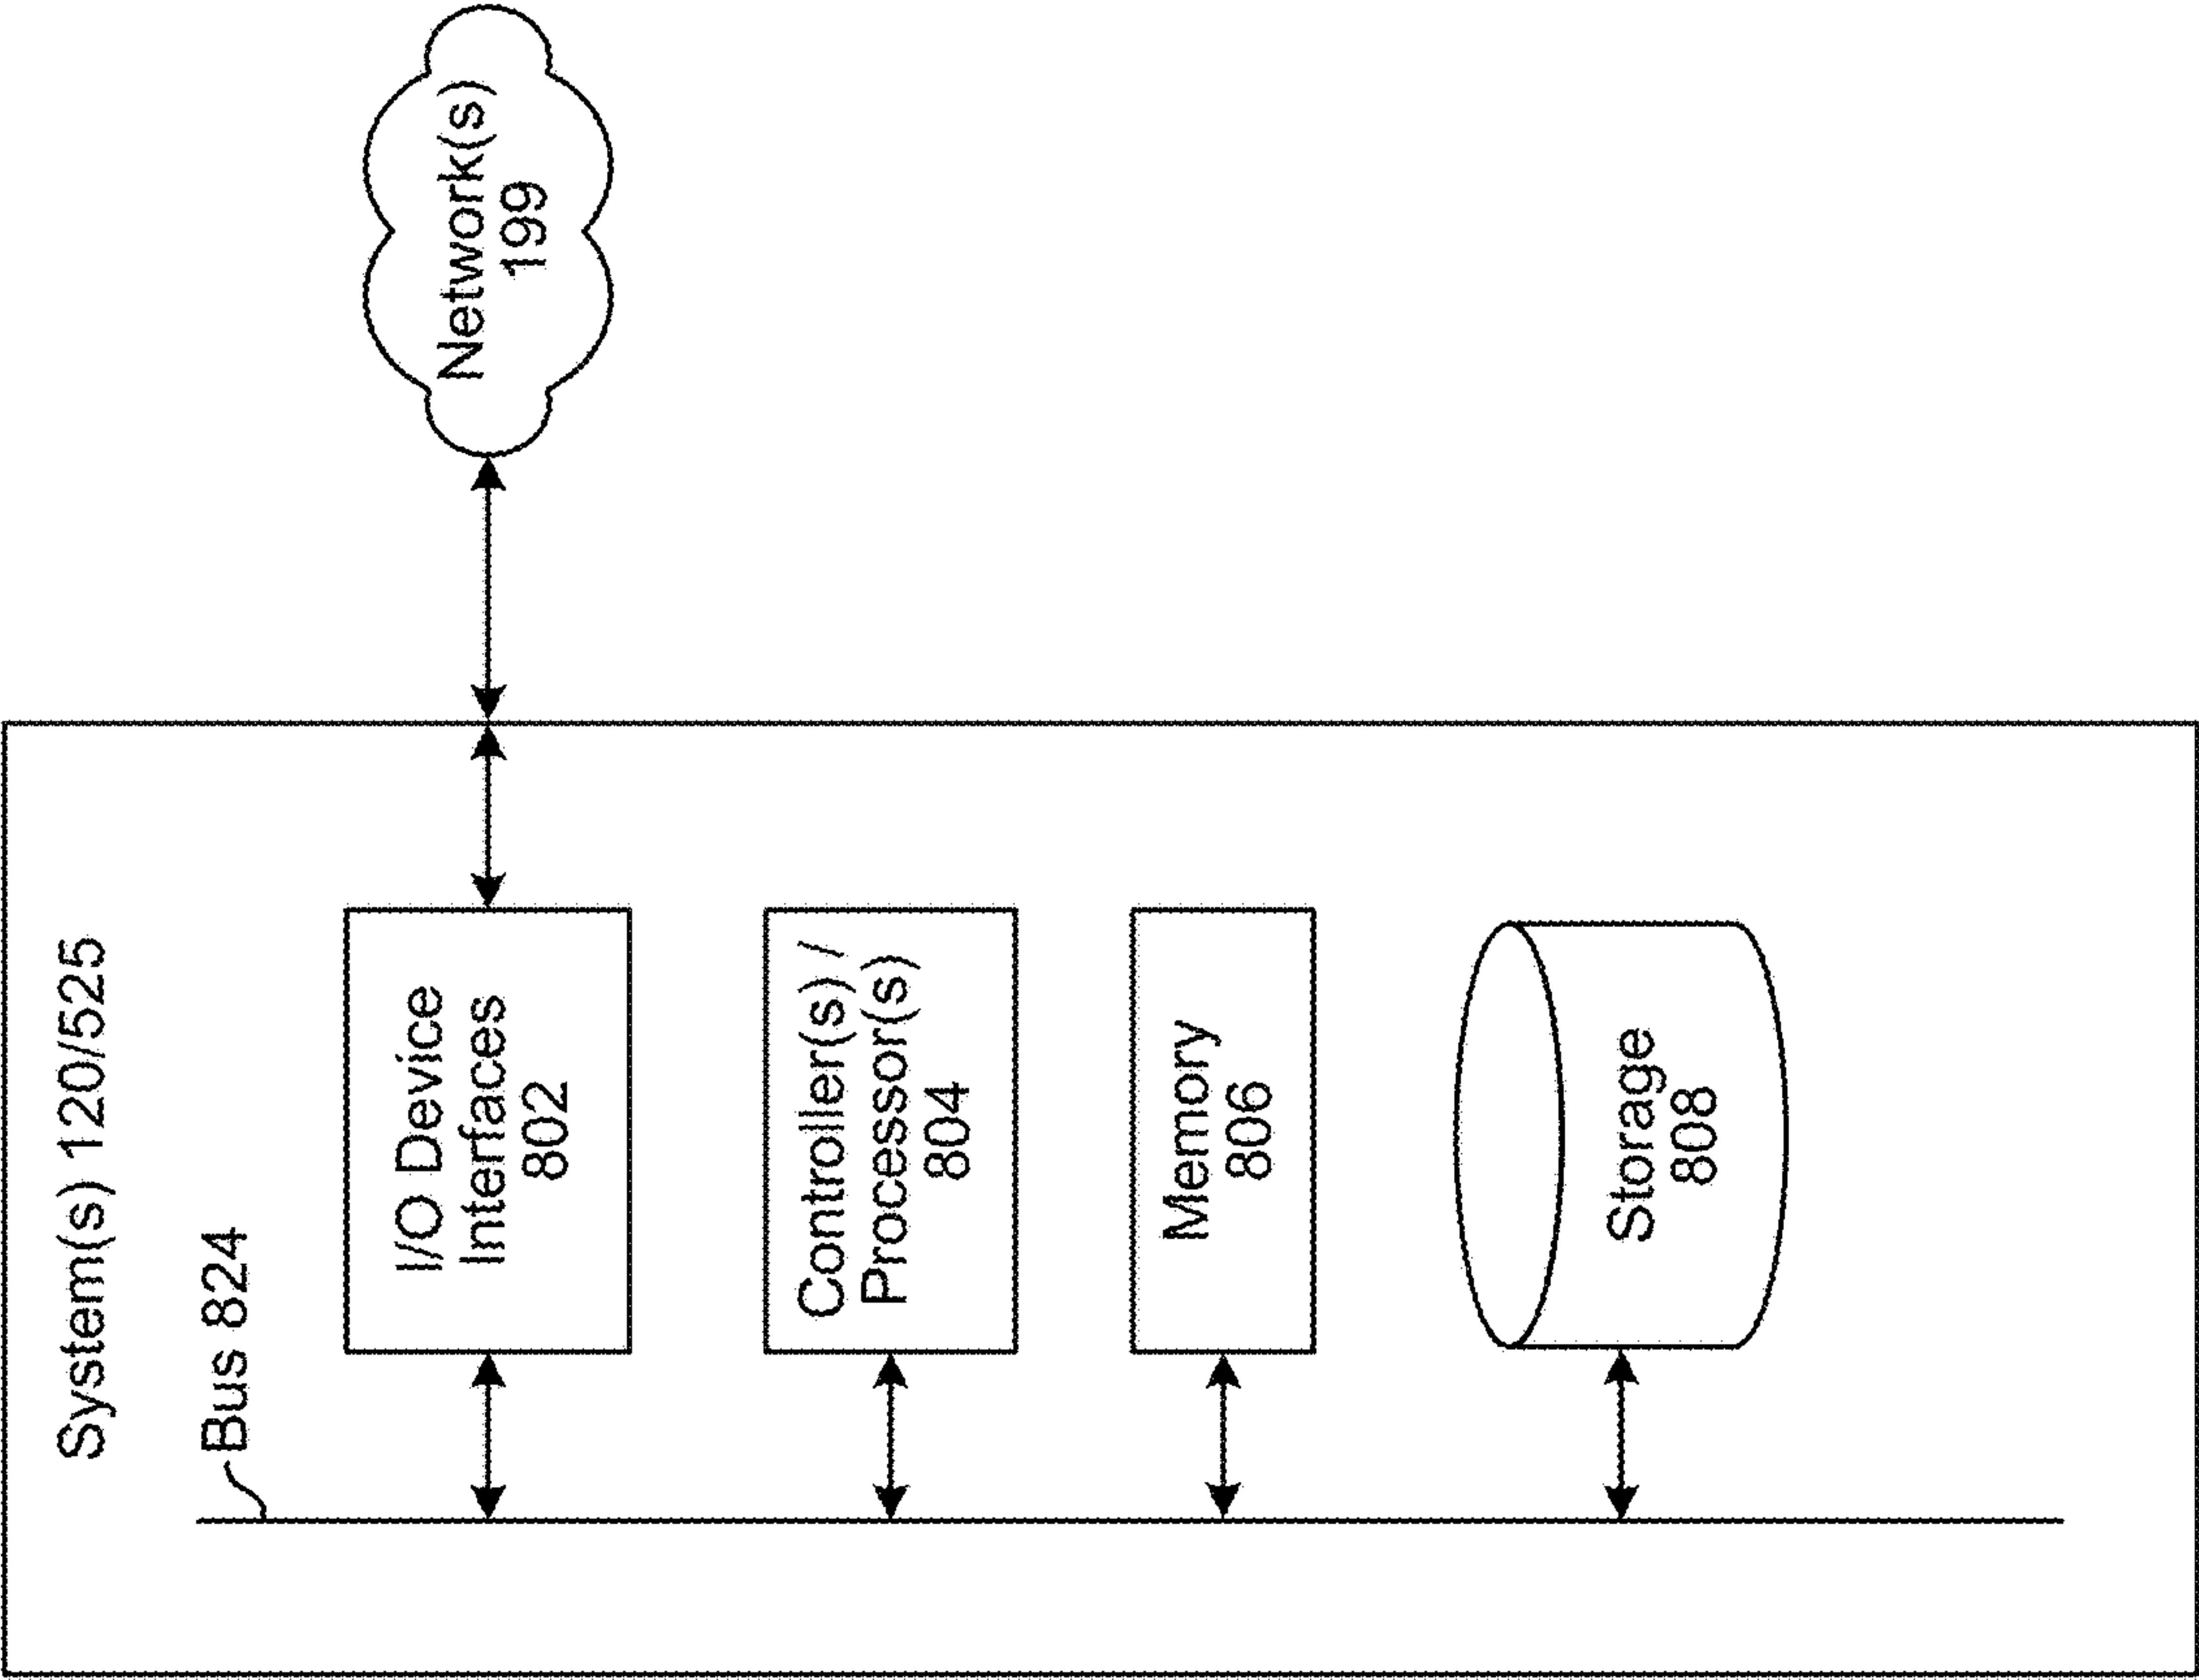 System(s) 120/525
Bus 824
I/O Device
Interfaces
802
Network(s)
199
Controller(s) /
Processor(s)
804
Memory
806
Storage
808